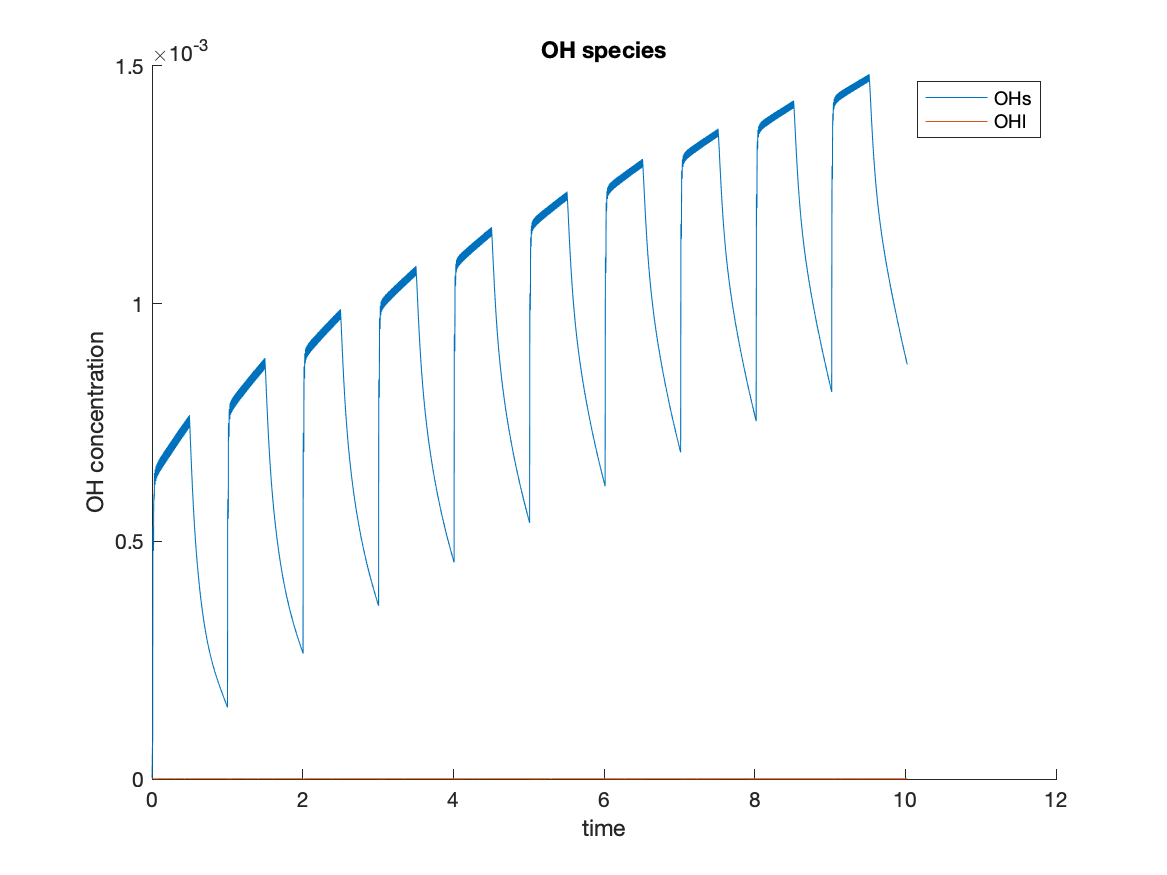 OH species
×10-3
1.5
1
0.5
0
OH concentration
0 2 4 6 8 10 12
time
OHs
OHl